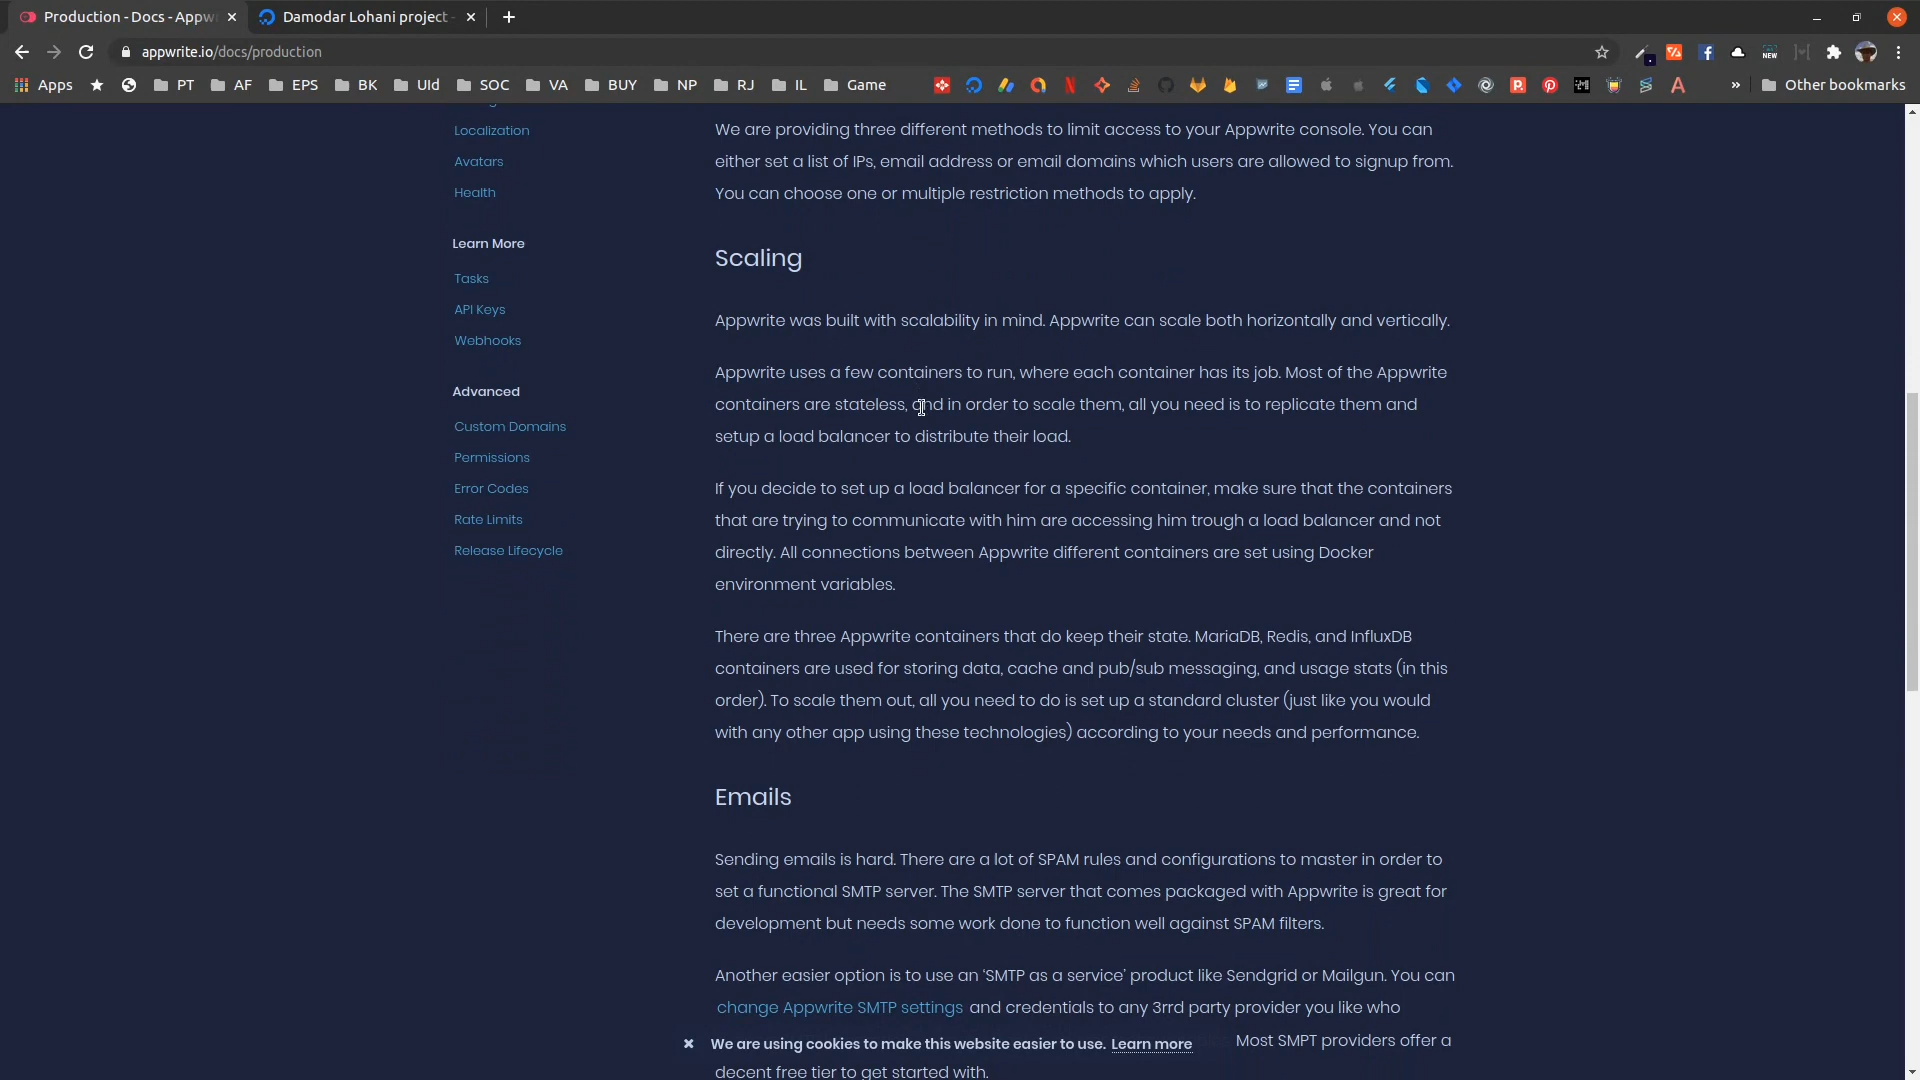 Production - Docs - Appw
Damodar Lohani project -
appwrite.io/docs/production
Apps
PT
AF
EPS
BK
UId
SOC
VA
BUY
NP
RJ
IL
Game
Other bookmarks
Localization
Avatars
Health
Learn More
Tasks
API Keys
Webhooks
Advanced
Custom Domains
Permissions
Error Codes
Rate Limits
Release Lifecycle
We are providing three different methods to limit access to your Appwrite console. You can
either set a list of IPs, email address or email domains which users are allowed to signup from.
You can choose one or multiple restriction methods to apply.
Scaling
Appwrite was built with scalability in mind. Appwrite can scale both horizontally and vertically.
Appwrite uses a few containers to run, where each container has its job. Most of the Appwrite
containers are stateless, and in order to scale them, all you need is to replicate them and
setup a load balancer to distribute their load.
If you decide to set up a load balancer for a specific container, make sure that the containers
that are trying to communicate with him are accessing him trough a load balancer and not
directly. All connections between Appwrite different containers are set using Docker
environment variables.
There are three Appwrite containers that do keep their state. MariaDB, Redis, and InfluxDB
containers are used for storing data, cache and pub/sub messaging, and usage stats (in this
order). To scale them out, all you need to do is set up a standard cluster (just like you would
with any other app using these technologies) according to your needs and performance.
Emails
Sending emails is hard. There are a lot of SPAM rules and configurations to master in order to
set a functional SMTP server. The SMTP server that comes packaged with Appwrite is great for
development but needs some work done to function well against SPAM filters.
Another easier option is to use an ‘SMTP as a service’ product like Sendgrid or Mailgun. You can
change Appwrite SMTP settings and credentials to any 3rrd party provider you like who
Most SMPT providers offer a
decent free tier to get started with.
We are using cookies to make this website easier to use. Learn more